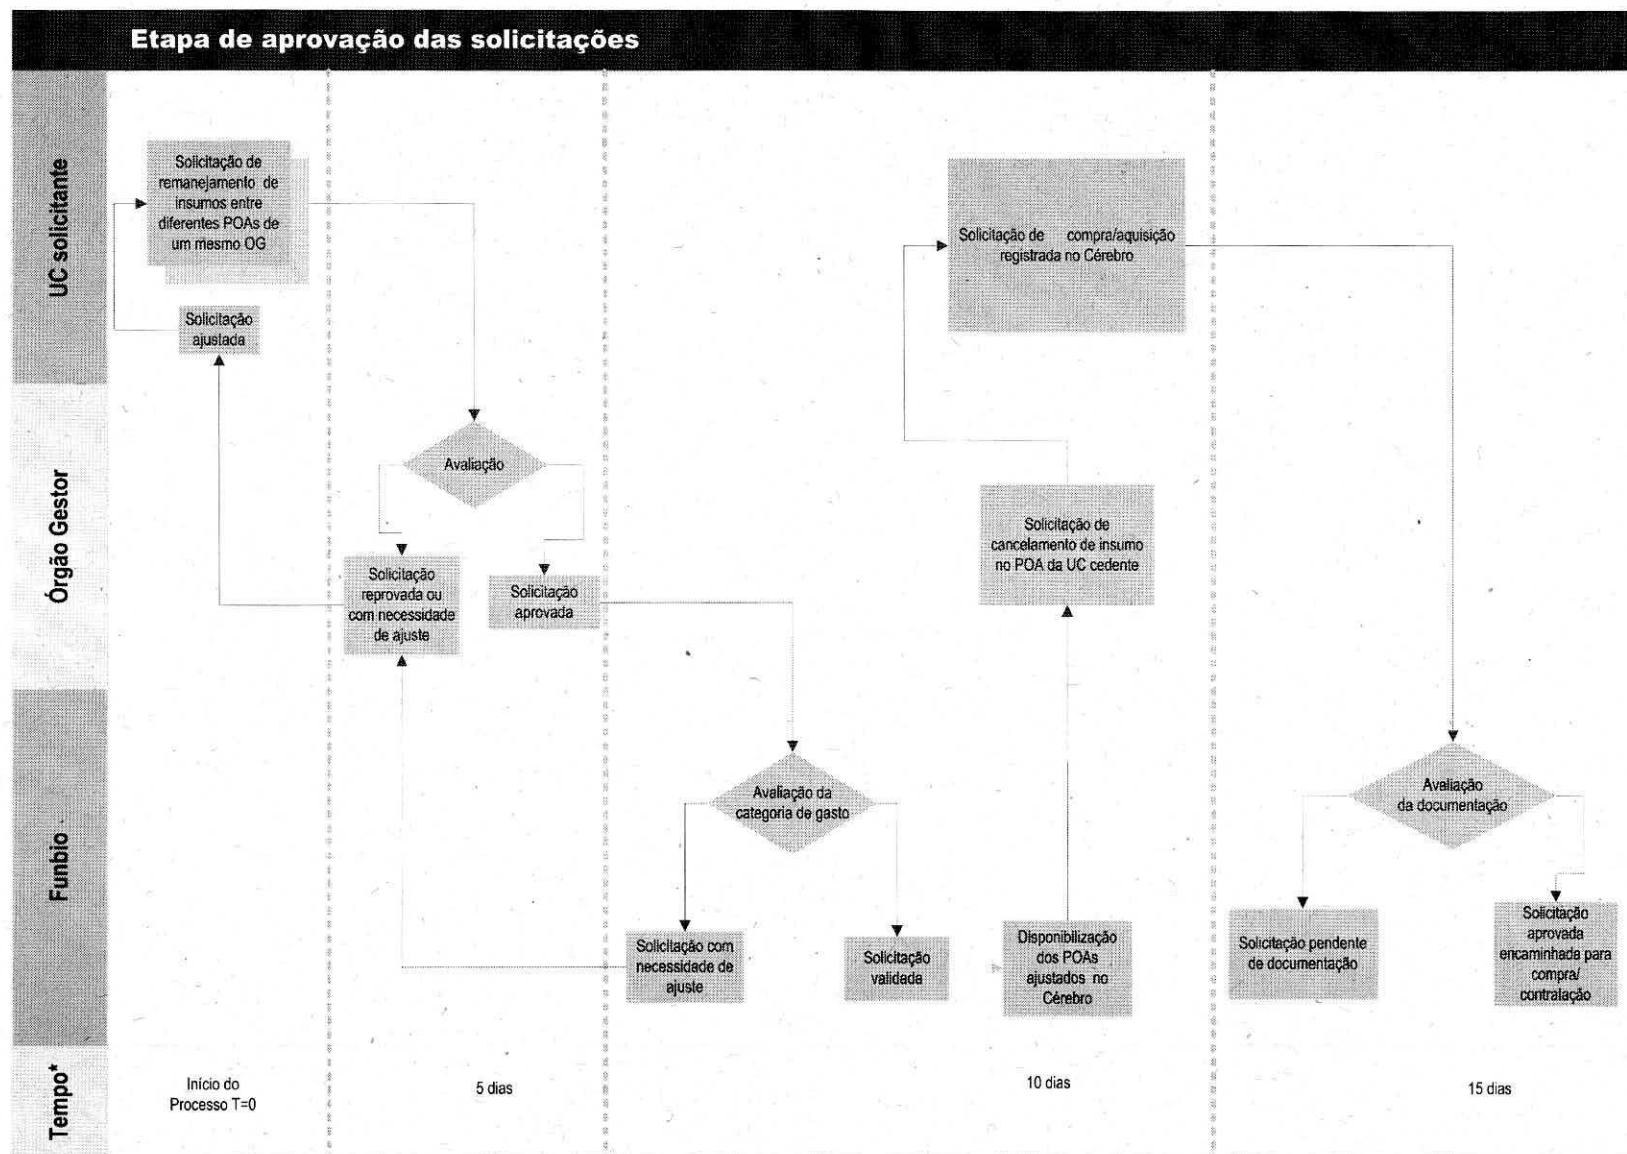 Etapa de aprovação das solicitações
UC solicitante
Solicitação de
remanejamento de
insumos entre
diferentes POAs de
um mesmo OG
Solicitação
ajustada
Solicitação de compra/aquisição
registrada no Cérebro
Órgão Gestor
Avaliação
Solicitação
reprovada ou
com necessidade
de ajuste
Solicitação
aprovada
Solicitação de
cancelamento de insumo
no POA da UC cedente
Funbio
Avaliação da
categoria de gasto
Solicitação com
necessidade de
ajuste
Solicitação
validada
Disponibilização
dos POAs
ajustados no
Cérebro
Avaliação
da documentação
Solicitação pendente
de documentação
Solicitação
aprovada
encaminhada para
compra/
contratação
Tempo*
Início do
Processo T=0
5 dias
10 dias
15 dias